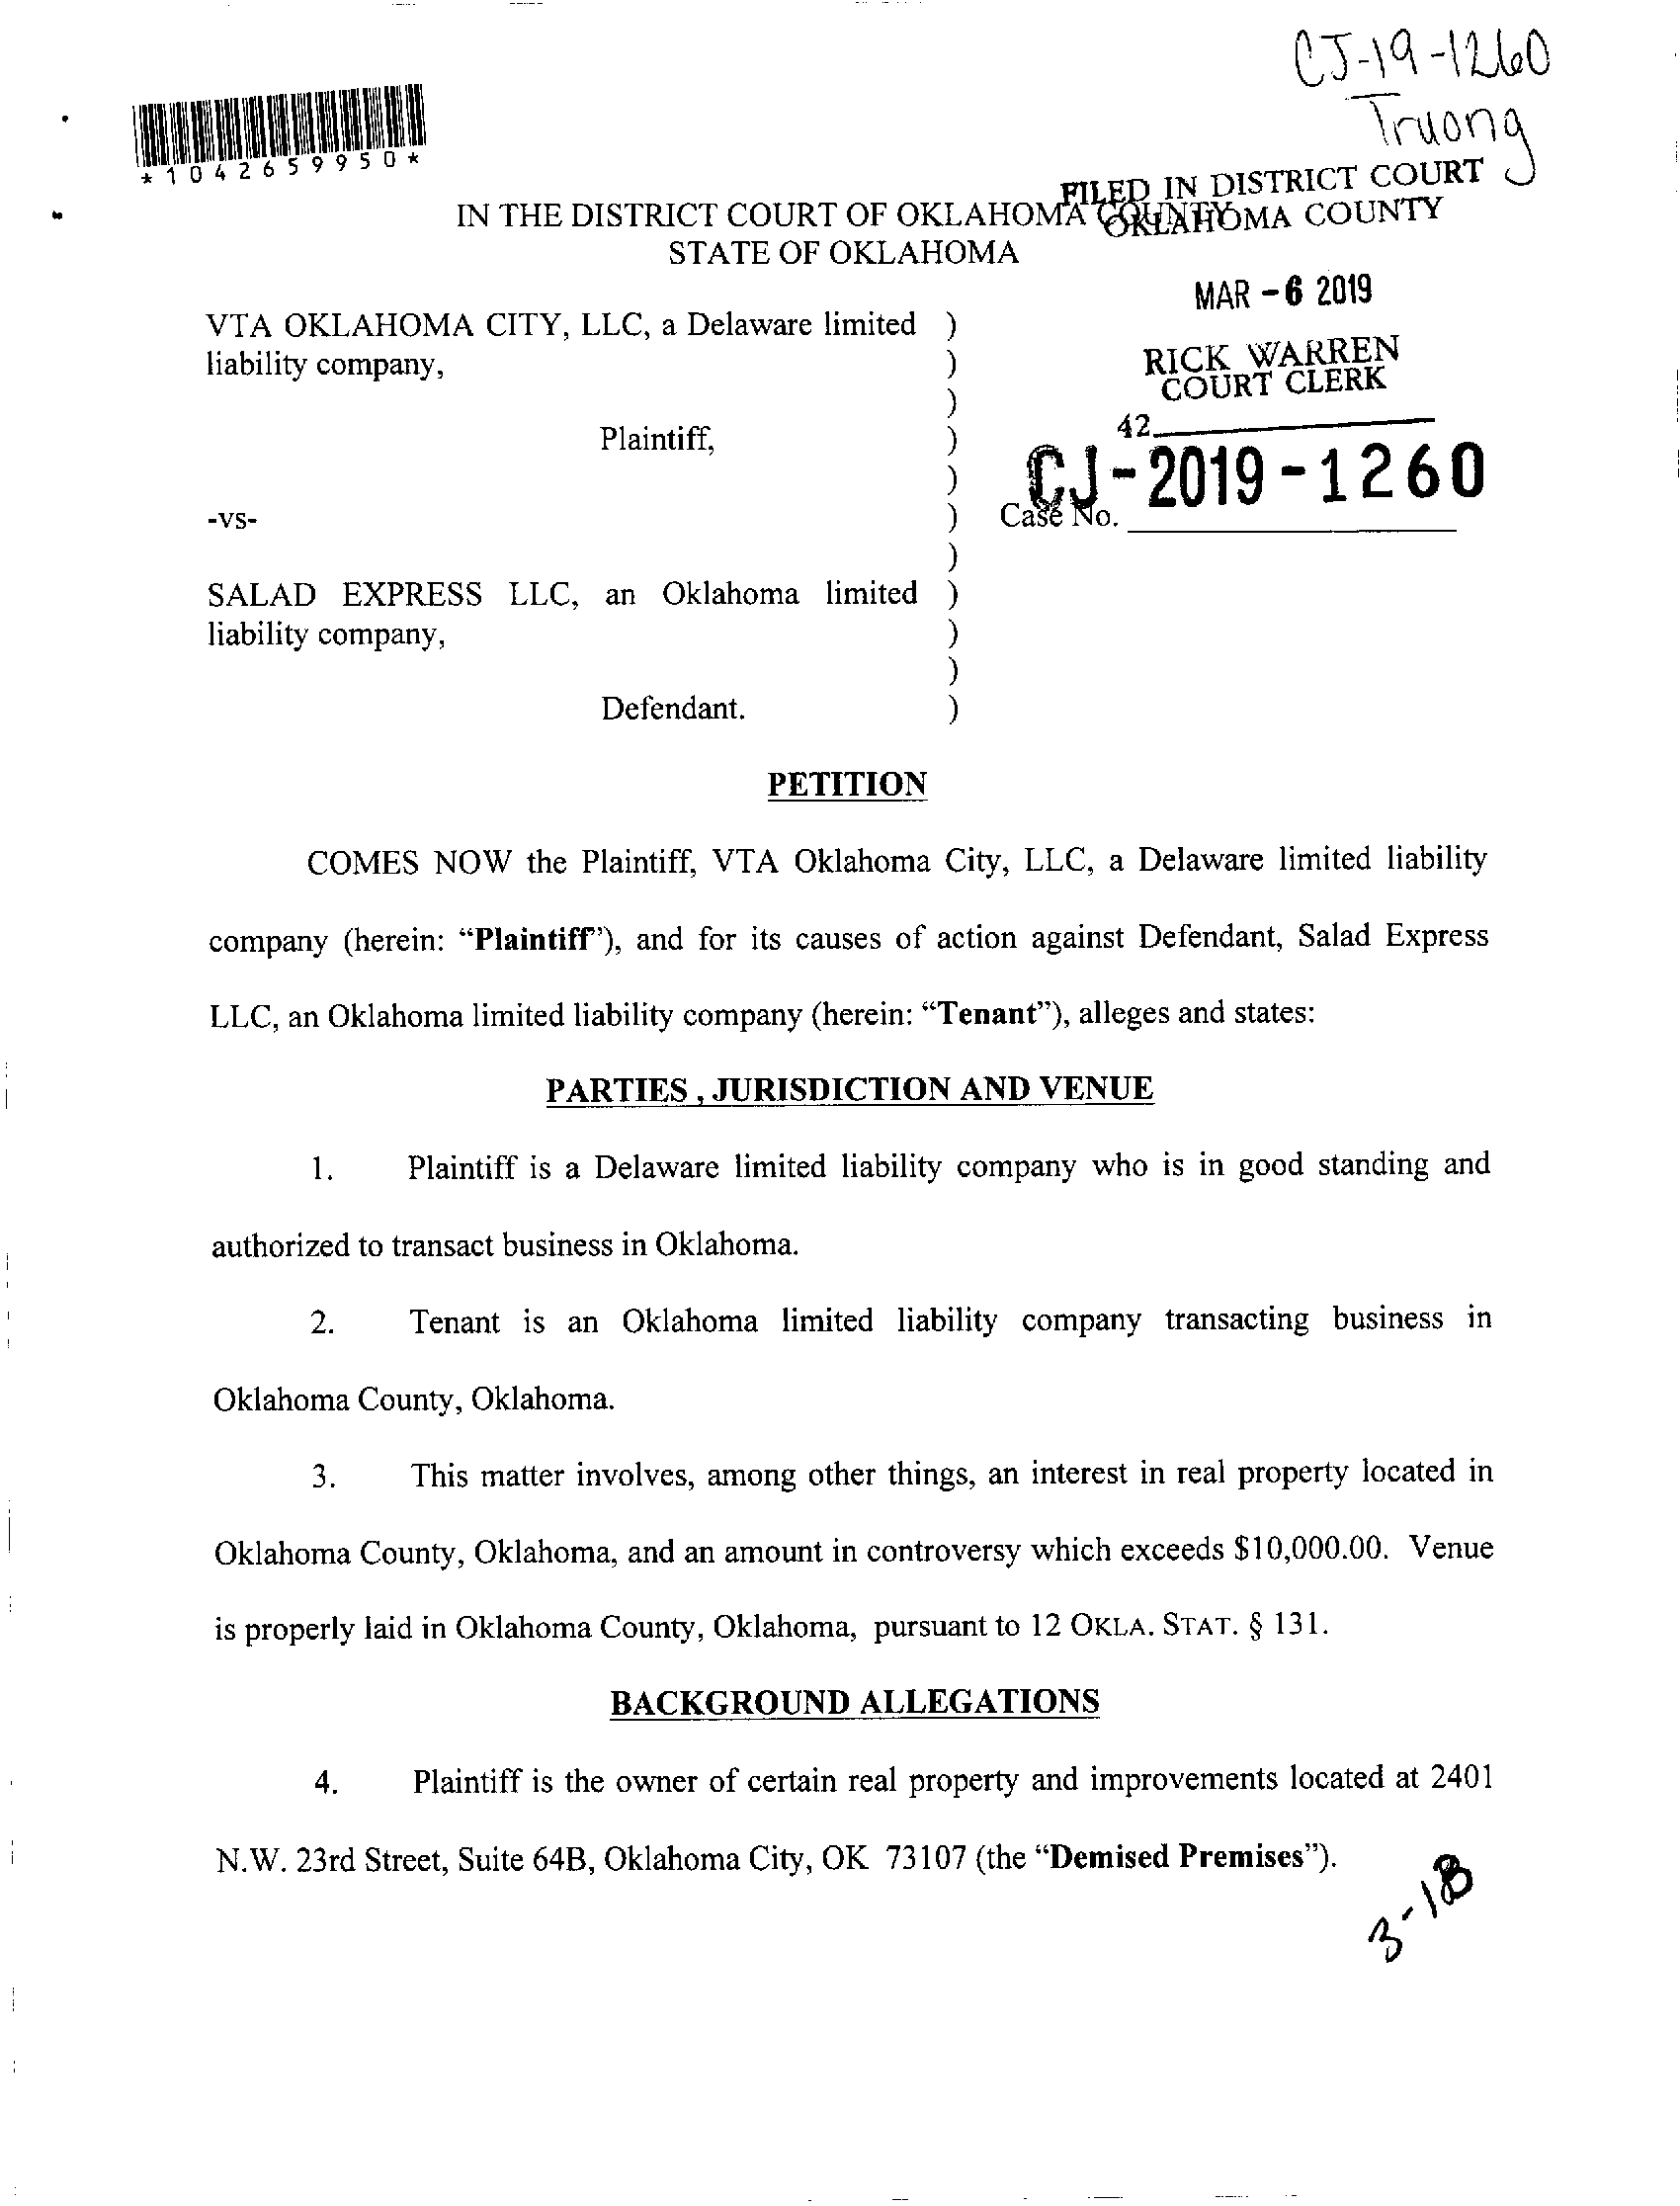 CJ-19-1260
Truong
*1042659950*
FILED IN DISTRICT COURT
OKLAHOMA COUNTY
IN THE DISTRICT COURT OF OKLAHOMA COUNTY
STATE OF OKLAHOMA
MAR -6 2019
RICK WARREN
COURT CLERK
42
CJ-2019-1260
Case No.
VTA OKLAHOMA CITY, LLC, a Delaware limited )
liability company, )
)
Plaintiff, )
)
-vs- )
)
SALAD EXPRESS LLC, an Oklahoma limited )
liability company, )
)
Defendant. )
PETITION
COMES NOW the Plaintiff, VTA Oklahoma City, LLC, a Delaware limited liability
company (herein: “Plaintiff”), and for its causes of action against Defendant, Salad Express
LLC, an Oklahoma limited liability company (herein: “Tenant”), alleges and states:
PARTIES , JURISDICTION AND VENUE
1. Plaintiff is a Delaware limited liability company who is in good standing and
authorized to transact business in Oklahoma.
2. Tenant is an Oklahoma limited liability company transacting business in
Oklahoma County, Oklahoma.
3. This matter involves, among other things, an interest in real property located in
Oklahoma County, Oklahoma, and an amount in controversy which exceeds $10,000.00. Venue
is properly laid in Oklahoma County, Oklahoma, pursuant to 12 OKLA. STAT. § 131.
BACKGROUND ALLEGATIONS
4. Plaintiff is the owner of certain real property and improvements located at 2401
N.W. 23rd Street, Suite 64B, Oklahoma City, OK 73107 (the “Demised Premises”).
3-18